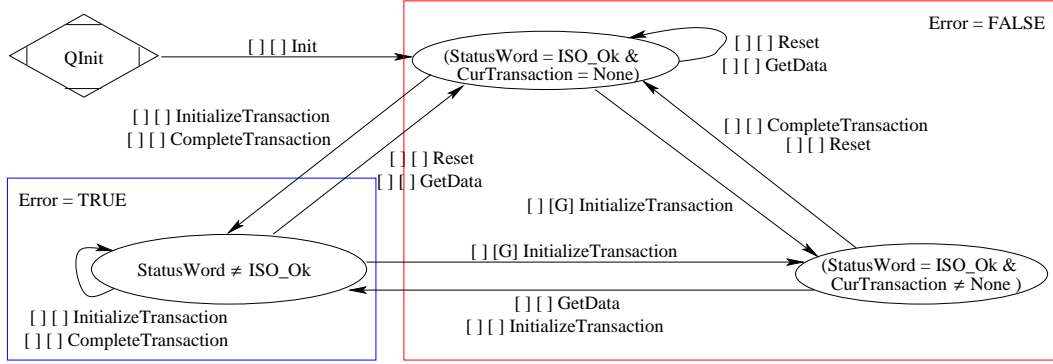 Error = FALSE
QInit
[ ] [ ] Init
(StatusWord = ISO_Ok &
CurTransaction = None)
[ ] [ ] Reset
[ ] [ ] GetData
[ ] [ ] InitializeTransaction
[ ] [ ] CompleteTransaction
[ ] [ ] CompleteTransaction
[ ] [ ] Reset
[ ] [ ] Reset
[ ] [ ] GetData
Error = TRUE
[ ] [G] InitializeTransaction
[ ] [G] InitializeTransaction
StatusWord ≠ ISO_Ok
(StatusWord = ISO_Ok &
CurTransaction ≠ None )
[ ] [ ] GetData
[ ] [ ] InitializeTransaction
[ ] [ ] InitializeTransaction
[ ] [ ] CompleteTransaction